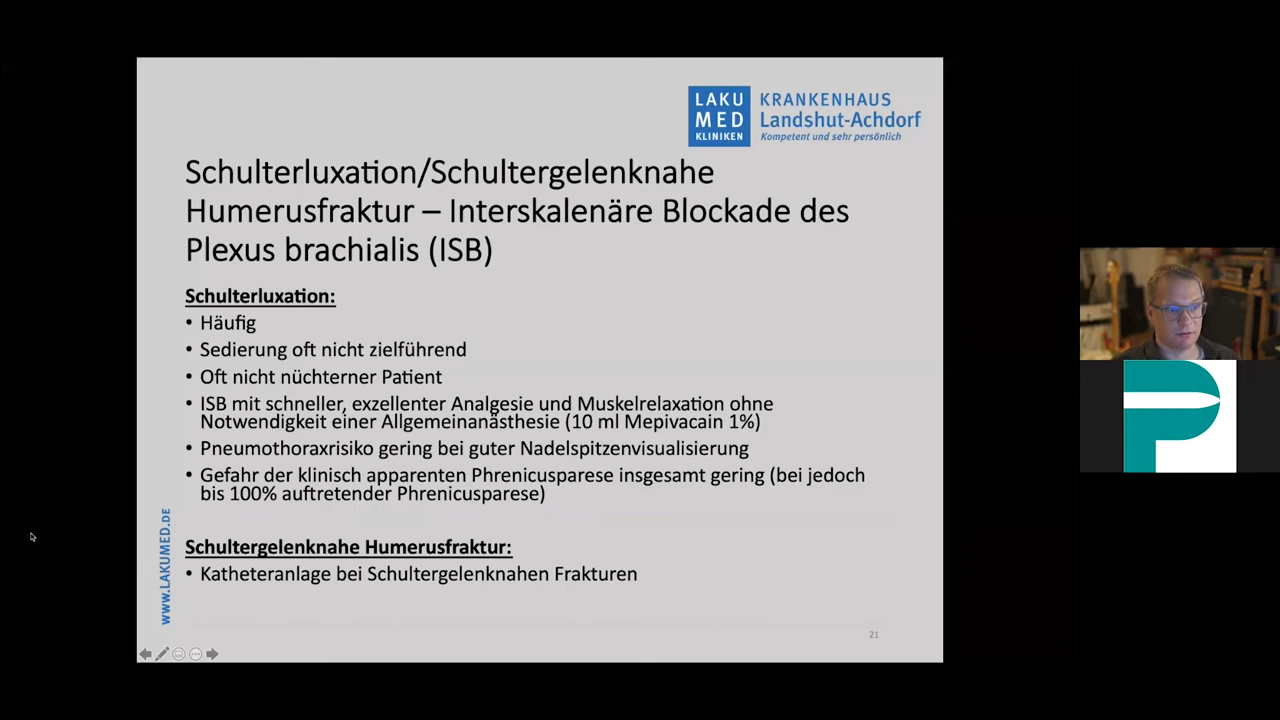 LAKU
MED
KLINIKEN
KRANKENHAUS
Landshut-Achdorf
Kompetent und sehr persönlich
Schulterluxation/Schultergelenknahe
Humerusfraktur – Interskalenäre Blockade des
Plexus brachialis (ISB)
Schulterluxation:
• Häufig
• Sedierung oft nicht zielführend
• Oft nicht nüchterner Patient
• ISB mit schneller, exzellenter Analgesie und Muskelrelaxation ohne
Notwendigkeit einer Allgemeinanästhesie (10 ml Mepivacain 1%)
• Pneumothoraxrisiko gering bei guter Nadelspitzenvisualisierung
• Gefahr der klinisch apparenten Phrenicusparese insgesamt gering (bei jedoch
bis 100% auftretender Phrenicusparese)
Schultergelenknahe Humerusfraktur:
• Katheteranlage bei Schultergelenknahen Frakturen
WWW.LAKUMED.DE
21
P